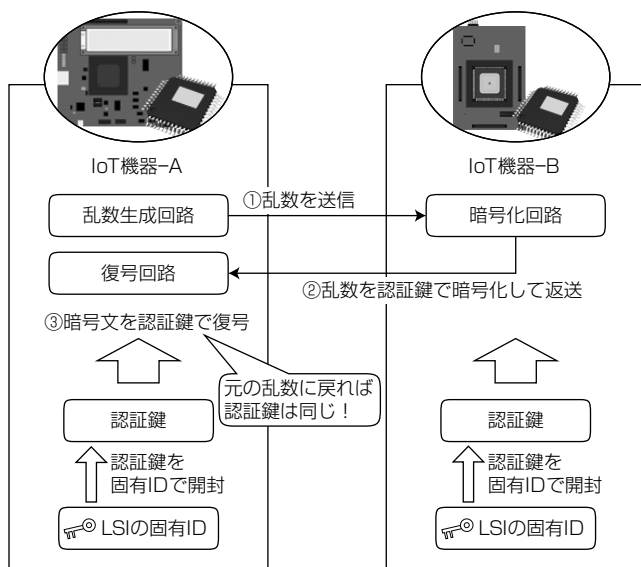 IoT機器–A
IoT機器–B
乱数生成回路
①乱数を送信
暗号化回路
復号回路
②乱数を認証鍵で暗号化して返送
③暗号文を認証鍵で復号
元の乱数に戻れば
認証鍵は同じ！
認証鍵
認証鍵を
固有IDで開封
LSIの固有ID
認証鍵
認証鍵を
固有IDで開封
LSIの固有ID